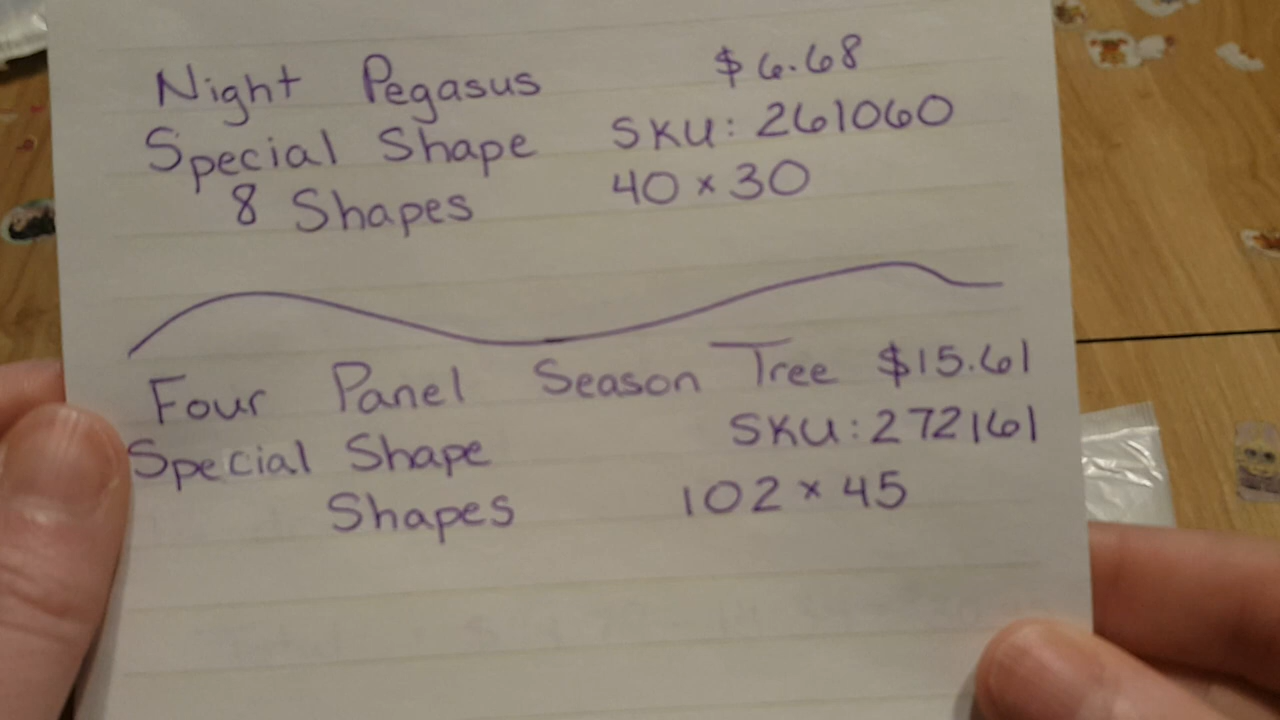 Night Pegasus $6.68
Special Shape SKU: 261060
8 Shapes 40 x 30
Four Panel Season Tree $15.61
Special Shape SKU: 272161
Shapes 102 x 45